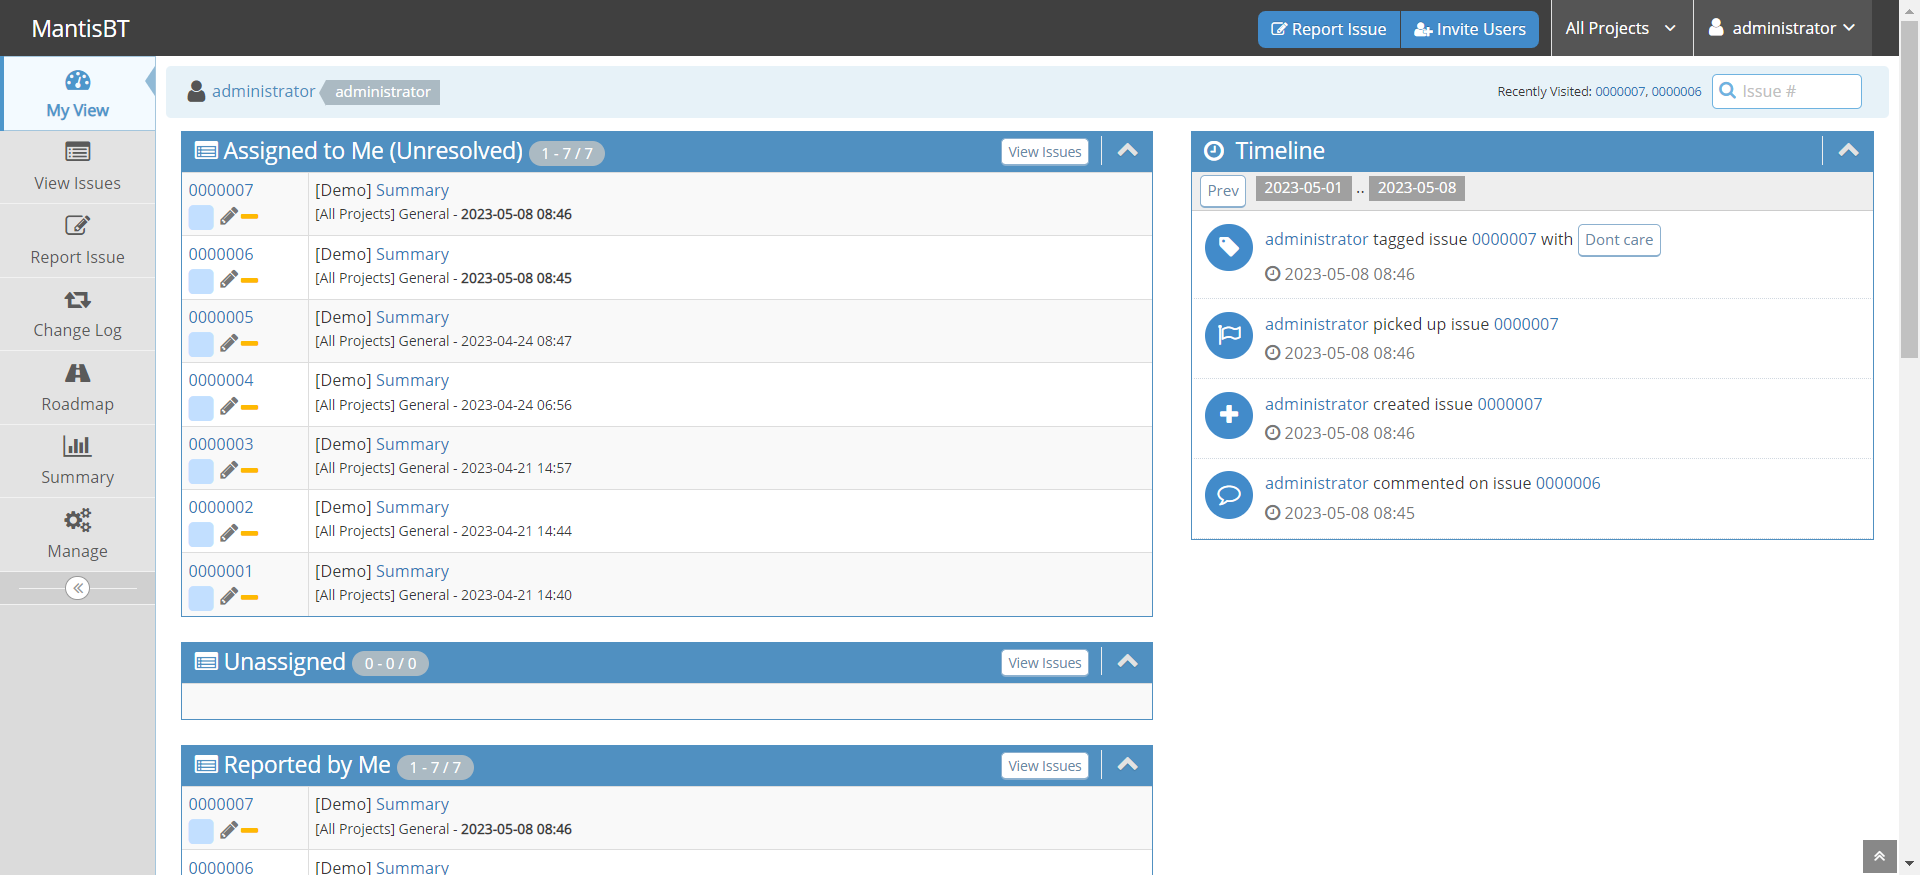 MantisBT
Report Issue
Invite Users
All Projects
administrator
My View
View Issues
Report Issue
Change Log
Roadmap
Summary
Manage
administrator
administrator
Recently Visited: 0000007, 0000006
Issue #
Assigned to Me (Unresolved) 1 - 7 / 7
View Issues
0000007
[Demo] Summary
[All Projects] General - 2023-05-08 08:46
0000006
[Demo] Summary
[All Projects] General - 2023-05-08 08:45
0000005
[Demo] Summary
[All Projects] General - 2023-04-24 08:47
0000004
[Demo] Summary
[All Projects] General - 2023-04-24 06:56
0000003
[Demo] Summary
[All Projects] General - 2023-04-21 14:57
0000002
[Demo] Summary
[All Projects] General - 2023-04-21 14:44
0000001
[Demo] Summary
[All Projects] General - 2023-04-21 14:40
Unassigned 0 - 0 / 0
View Issues
Reported by Me 1 - 7 / 7
View Issues
0000007
[Demo] Summary
[All Projects] General - 2023-05-08 08:46
0000006
[Demo] Summary
Timeline
Prev 2023-05-01 .. 2023-05-08
administrator tagged issue 0000007 with Dont care
2023-05-08 08:46
administrator picked up issue 0000007
2023-05-08 08:46
administrator created issue 0000007
2023-05-08 08:46
administrator commented on issue 0000006
2023-05-08 08:45